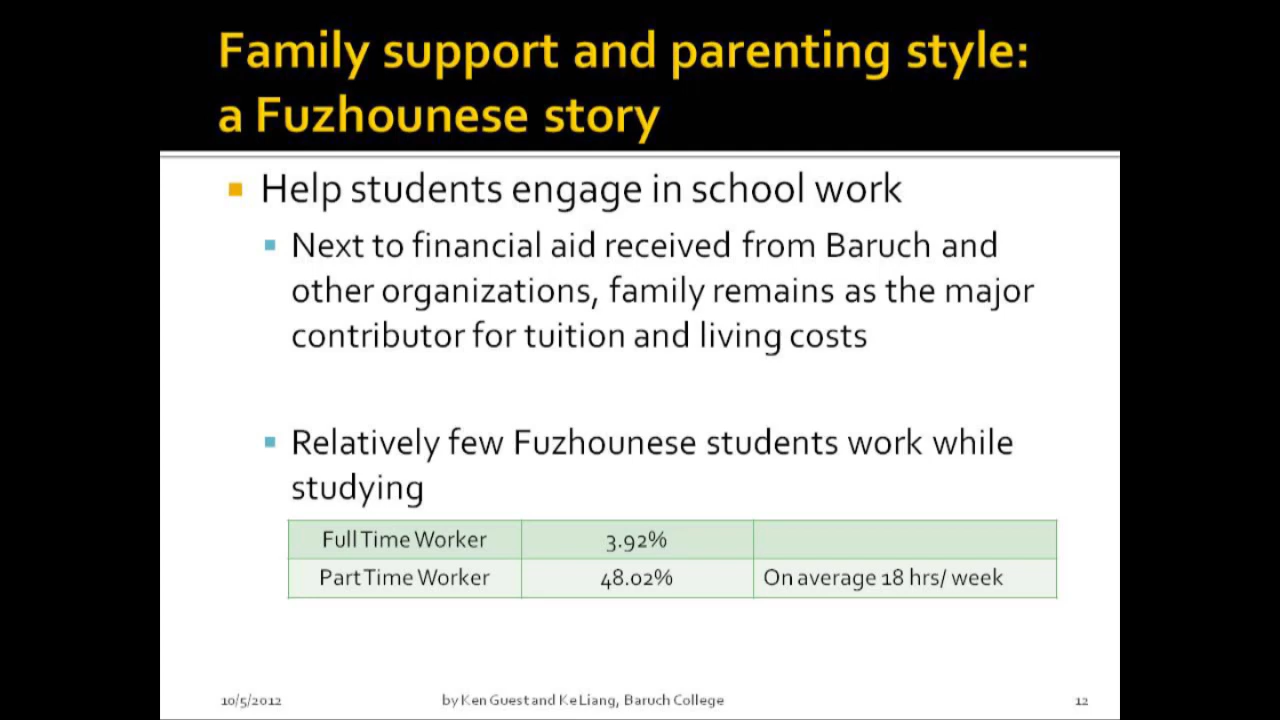 Family support and parenting style:
a Fuzhounese story
Help students engage in school work
Next to financial aid received from Baruch and
other organizations, family remains as the major
contributor for tuition and living costs
Relatively few Fuzhounese students work while
studying
Full Time Worker 3.92%
Part Time Worker 48.02% On average 18 hrs/ week
10/5/2012 by Ken Guest and Ke Liang, Baruch College 12